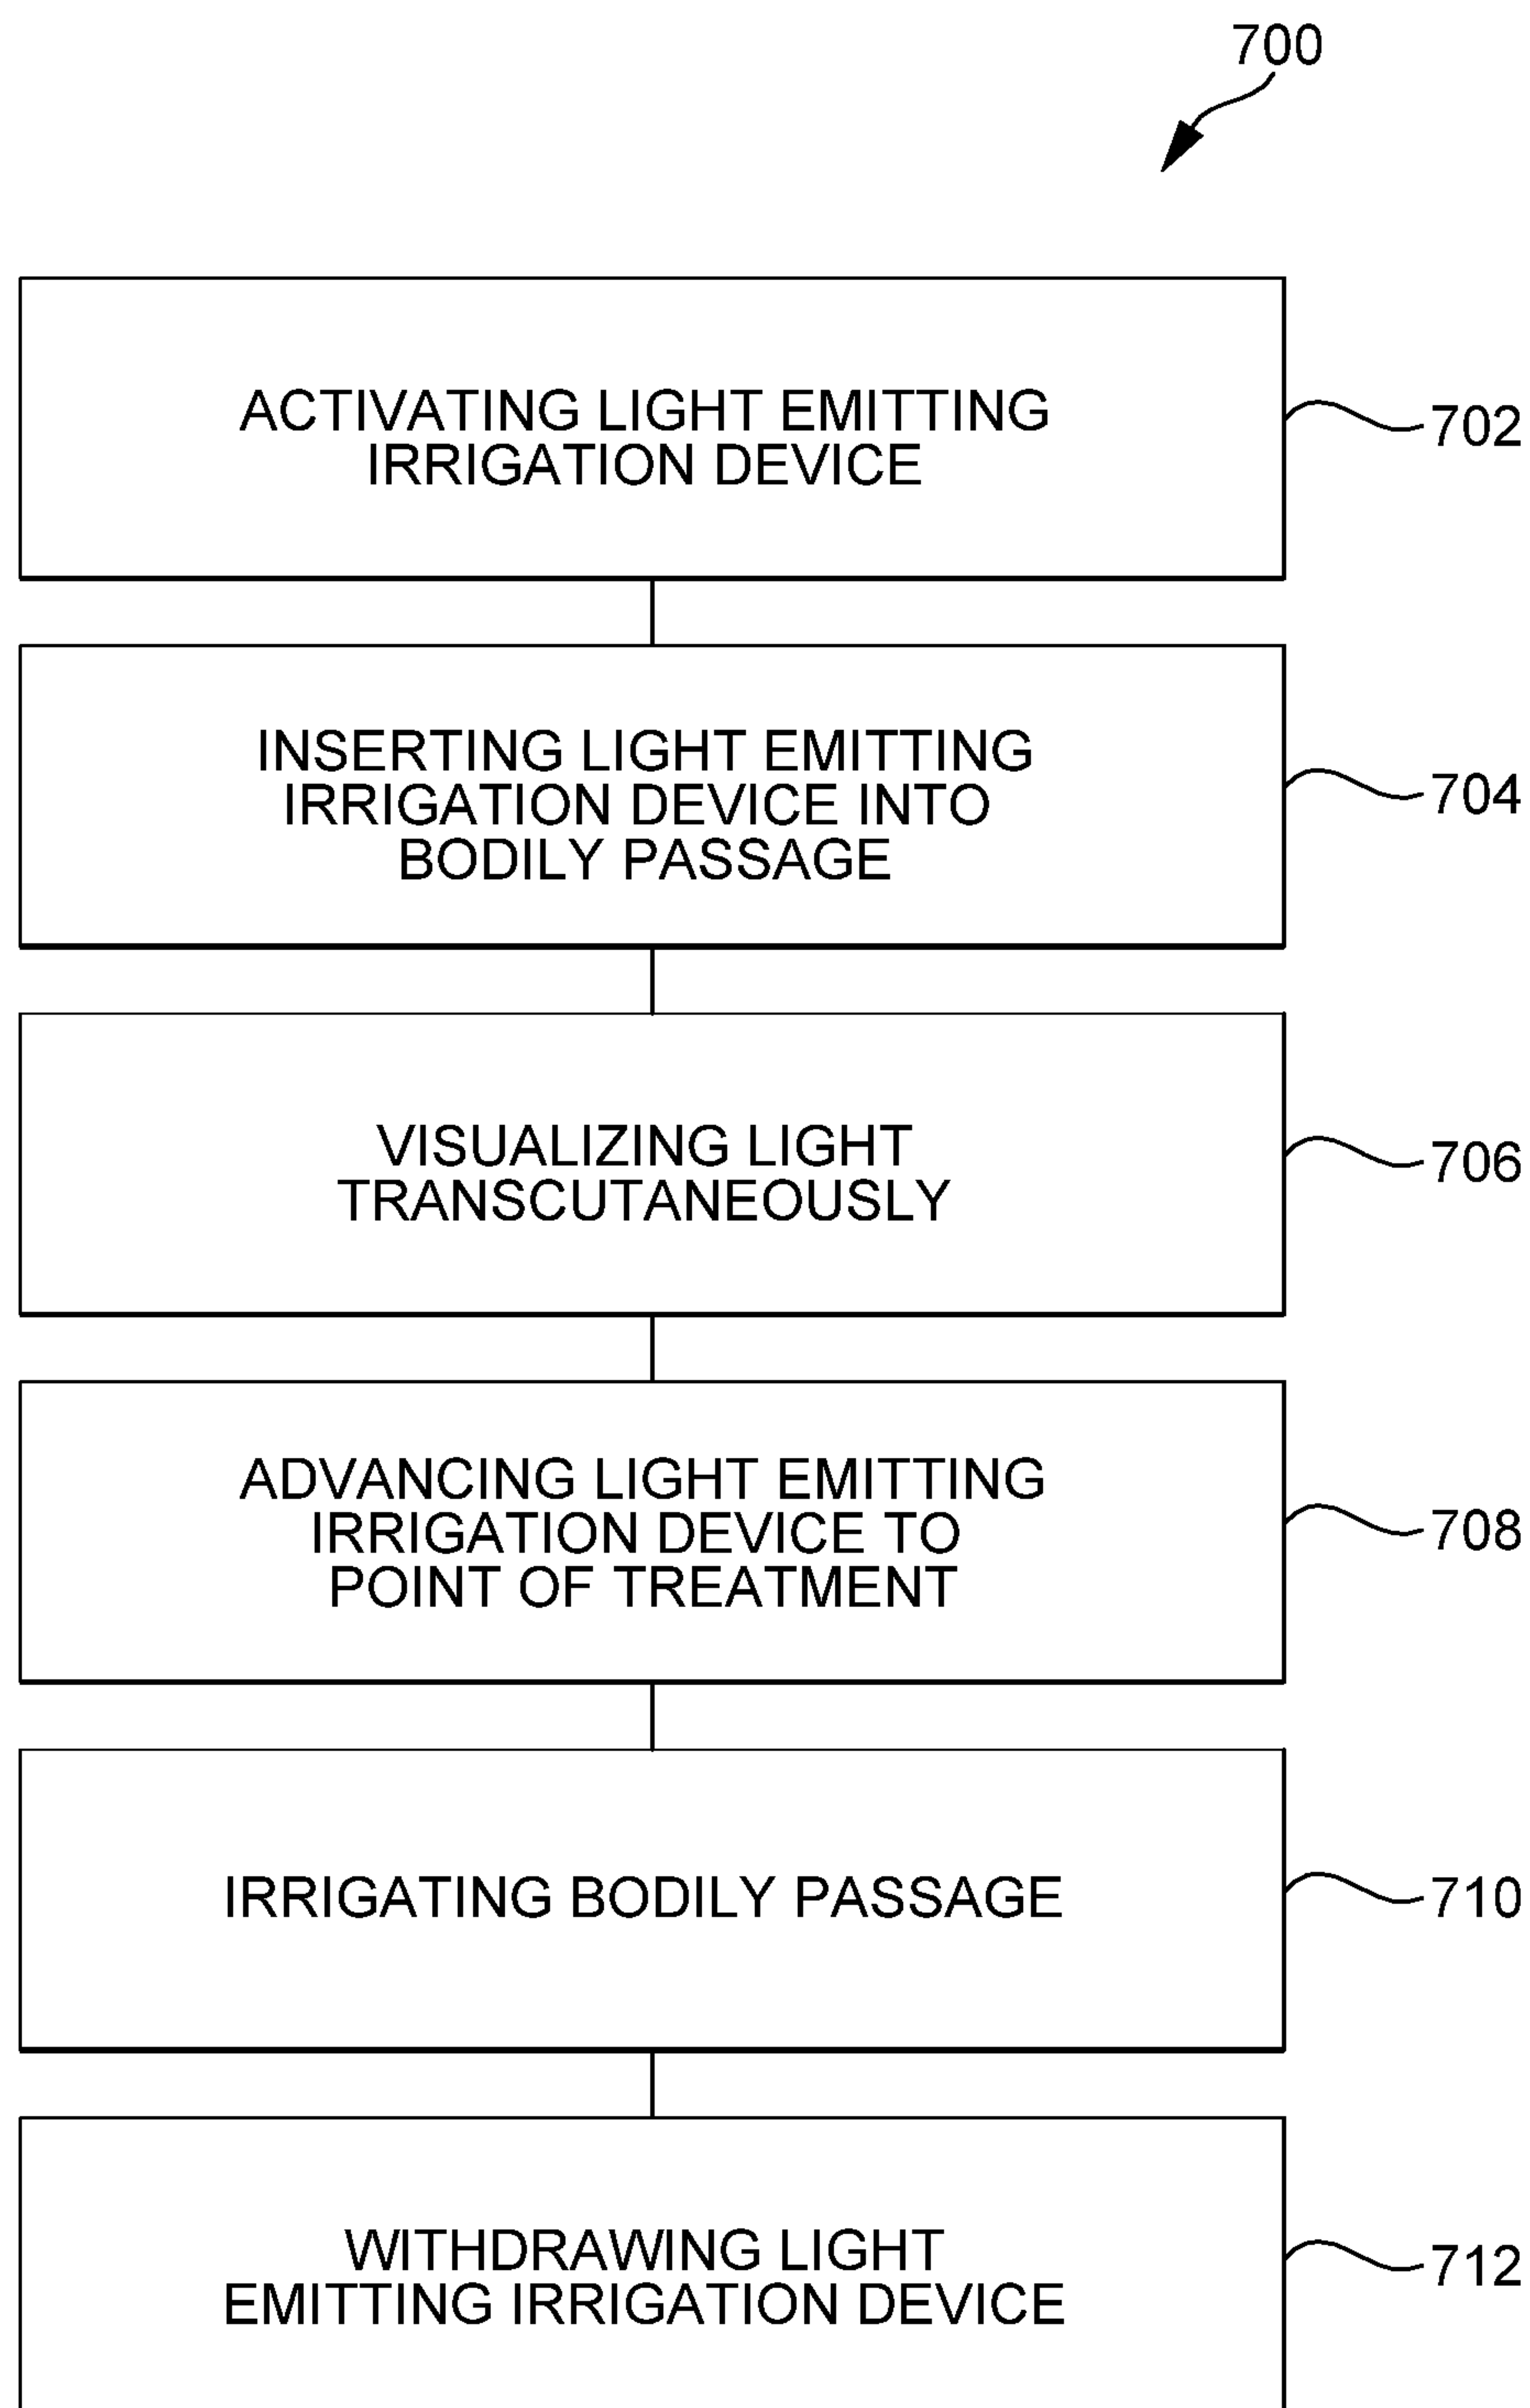 700
ACTIVATING LIGHT EMITTING
IRRIGATION DEVICE
702
INSERTING LIGHT EMITTING
IRRIGATION DEVICE INTO
BODILY PASSAGE
704
VISUALIZING LIGHT
TRANSCUTANEOUSLY
706
ADVANCING LIGHT EMITTING
IRRIGATION DEVICE TO
POINT OF TREATMENT
708
IRRIGATING BODILY PASSAGE
710
WITHDRAWING LIGHT
EMITTING IRRIGATION DEVICE
712